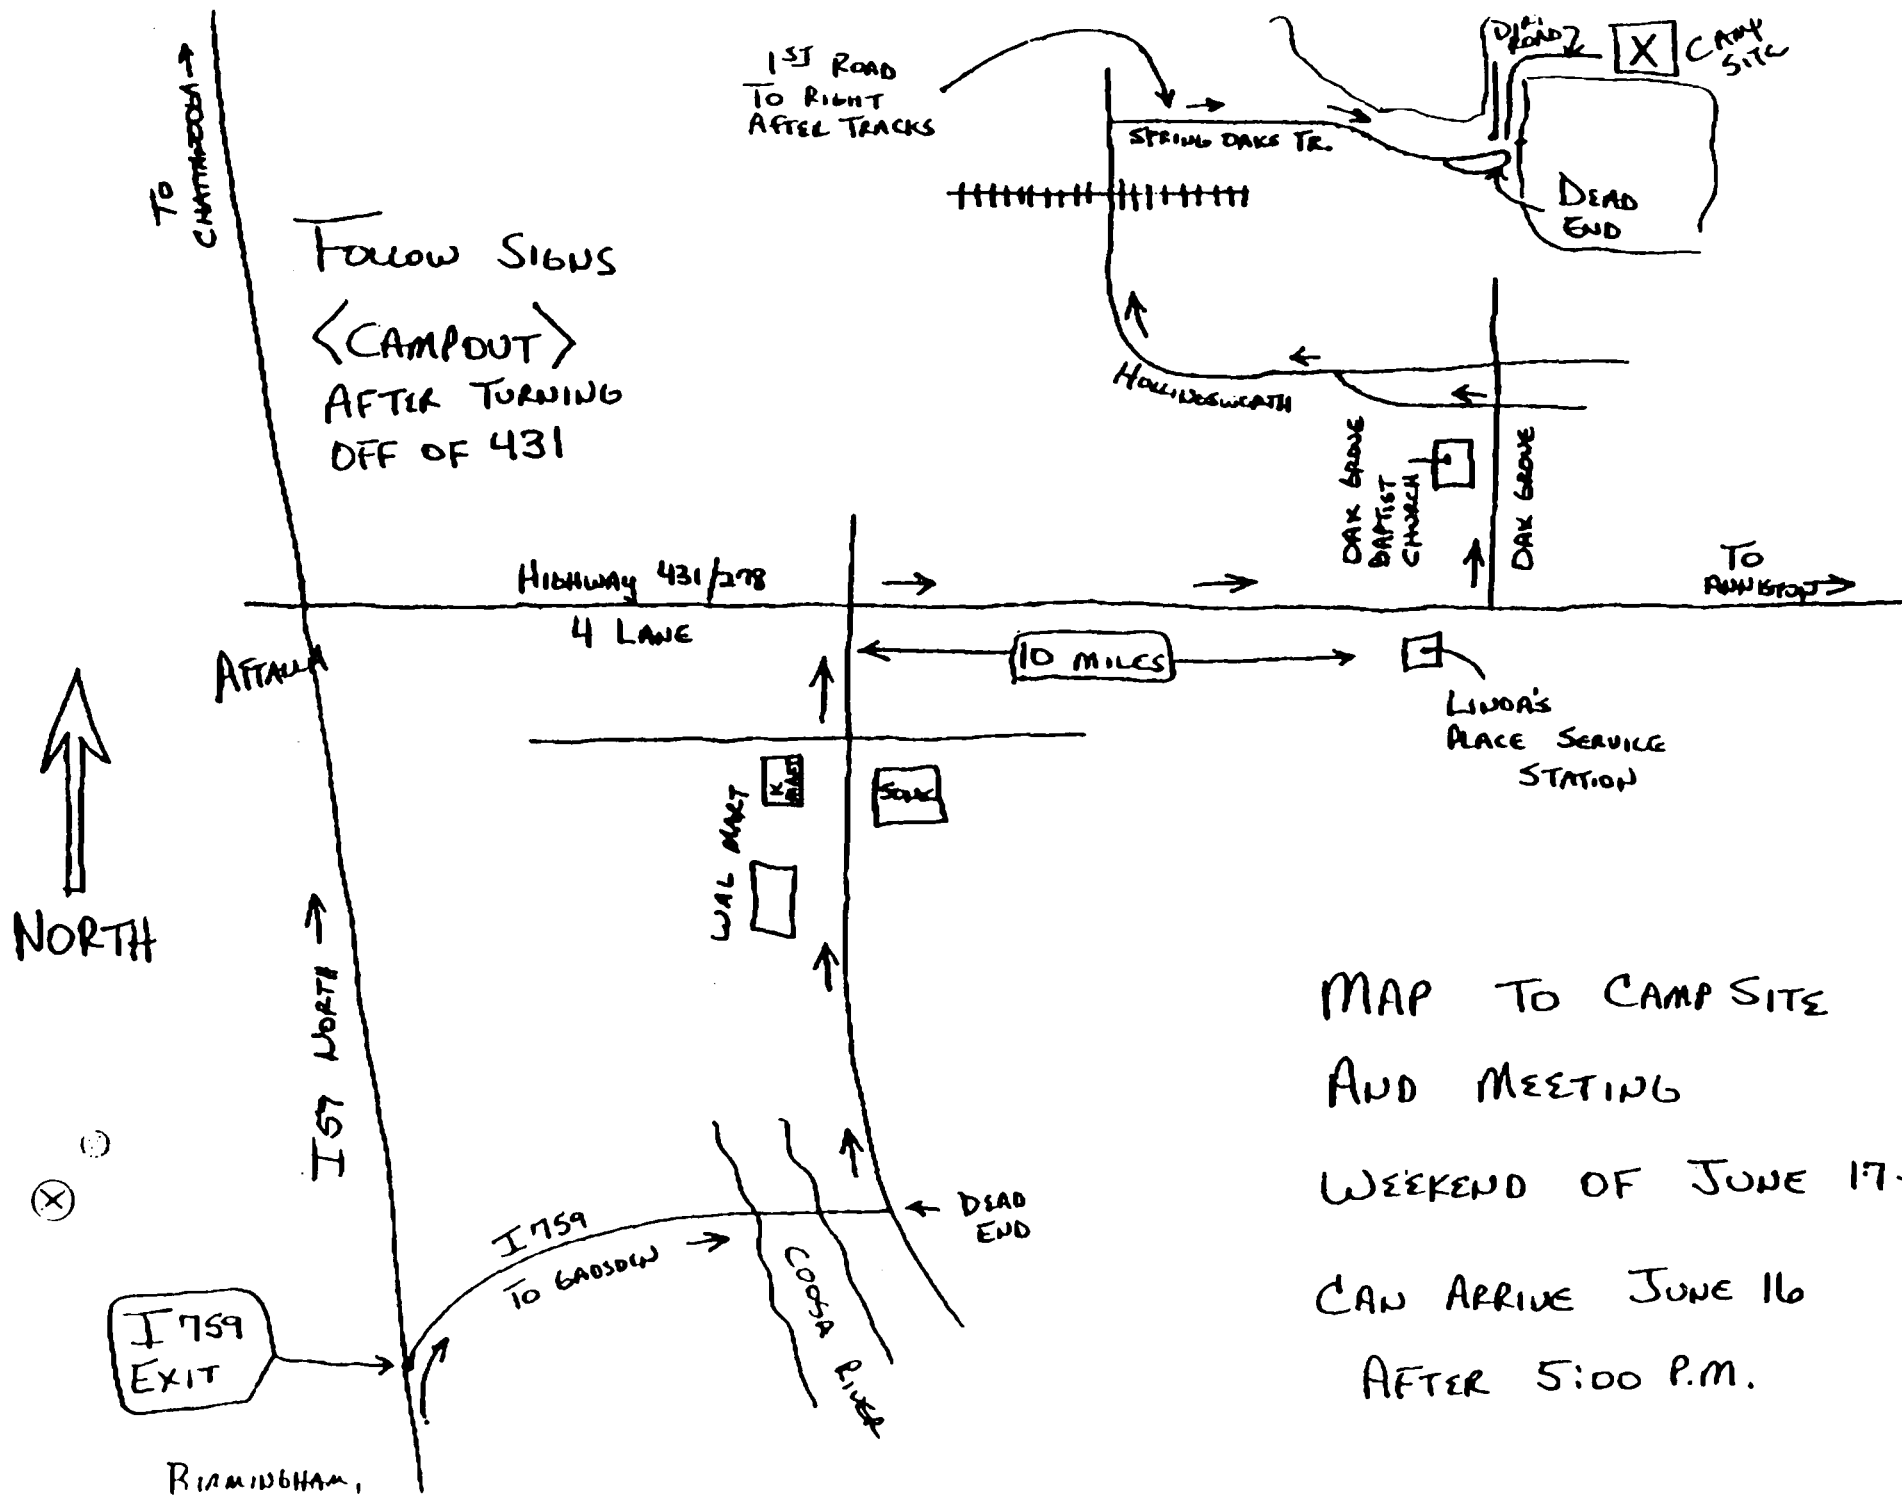 1ST ROAD
TO RIGHT
AFTER TRACKS
DIRT
ROAD
X
CAMP
SITE
SPRING OAKS TR.
DEAD
END
TO
CHATTANOOGA
FOLLOW SIGNS
<CAMPOUT>
AFTER TURNING
OFF OF 431
HOLLINGSWORTH
OAK GROVE
BAPTIST
CHURCH
OAK GROVE
HIGHWAY 431/278
4 LANE
TO
ANNISTON
ATTALLA
10 MILES
LINDA'S
PLACE SERVICE
STATION
K
MART
SONIC
WAL MART
NORTH
I 59 NORTH
MAP TO CAMP SITE
AND MEETING
WEEKEND OF JUNE 17-
CAN ARRIVE JUNE 16
AFTER 5:00 P.M.
DEAD
END
I 759
TO GADSDEN
COOSA RIVER
I 759
EXIT
BIRMINGHAM,